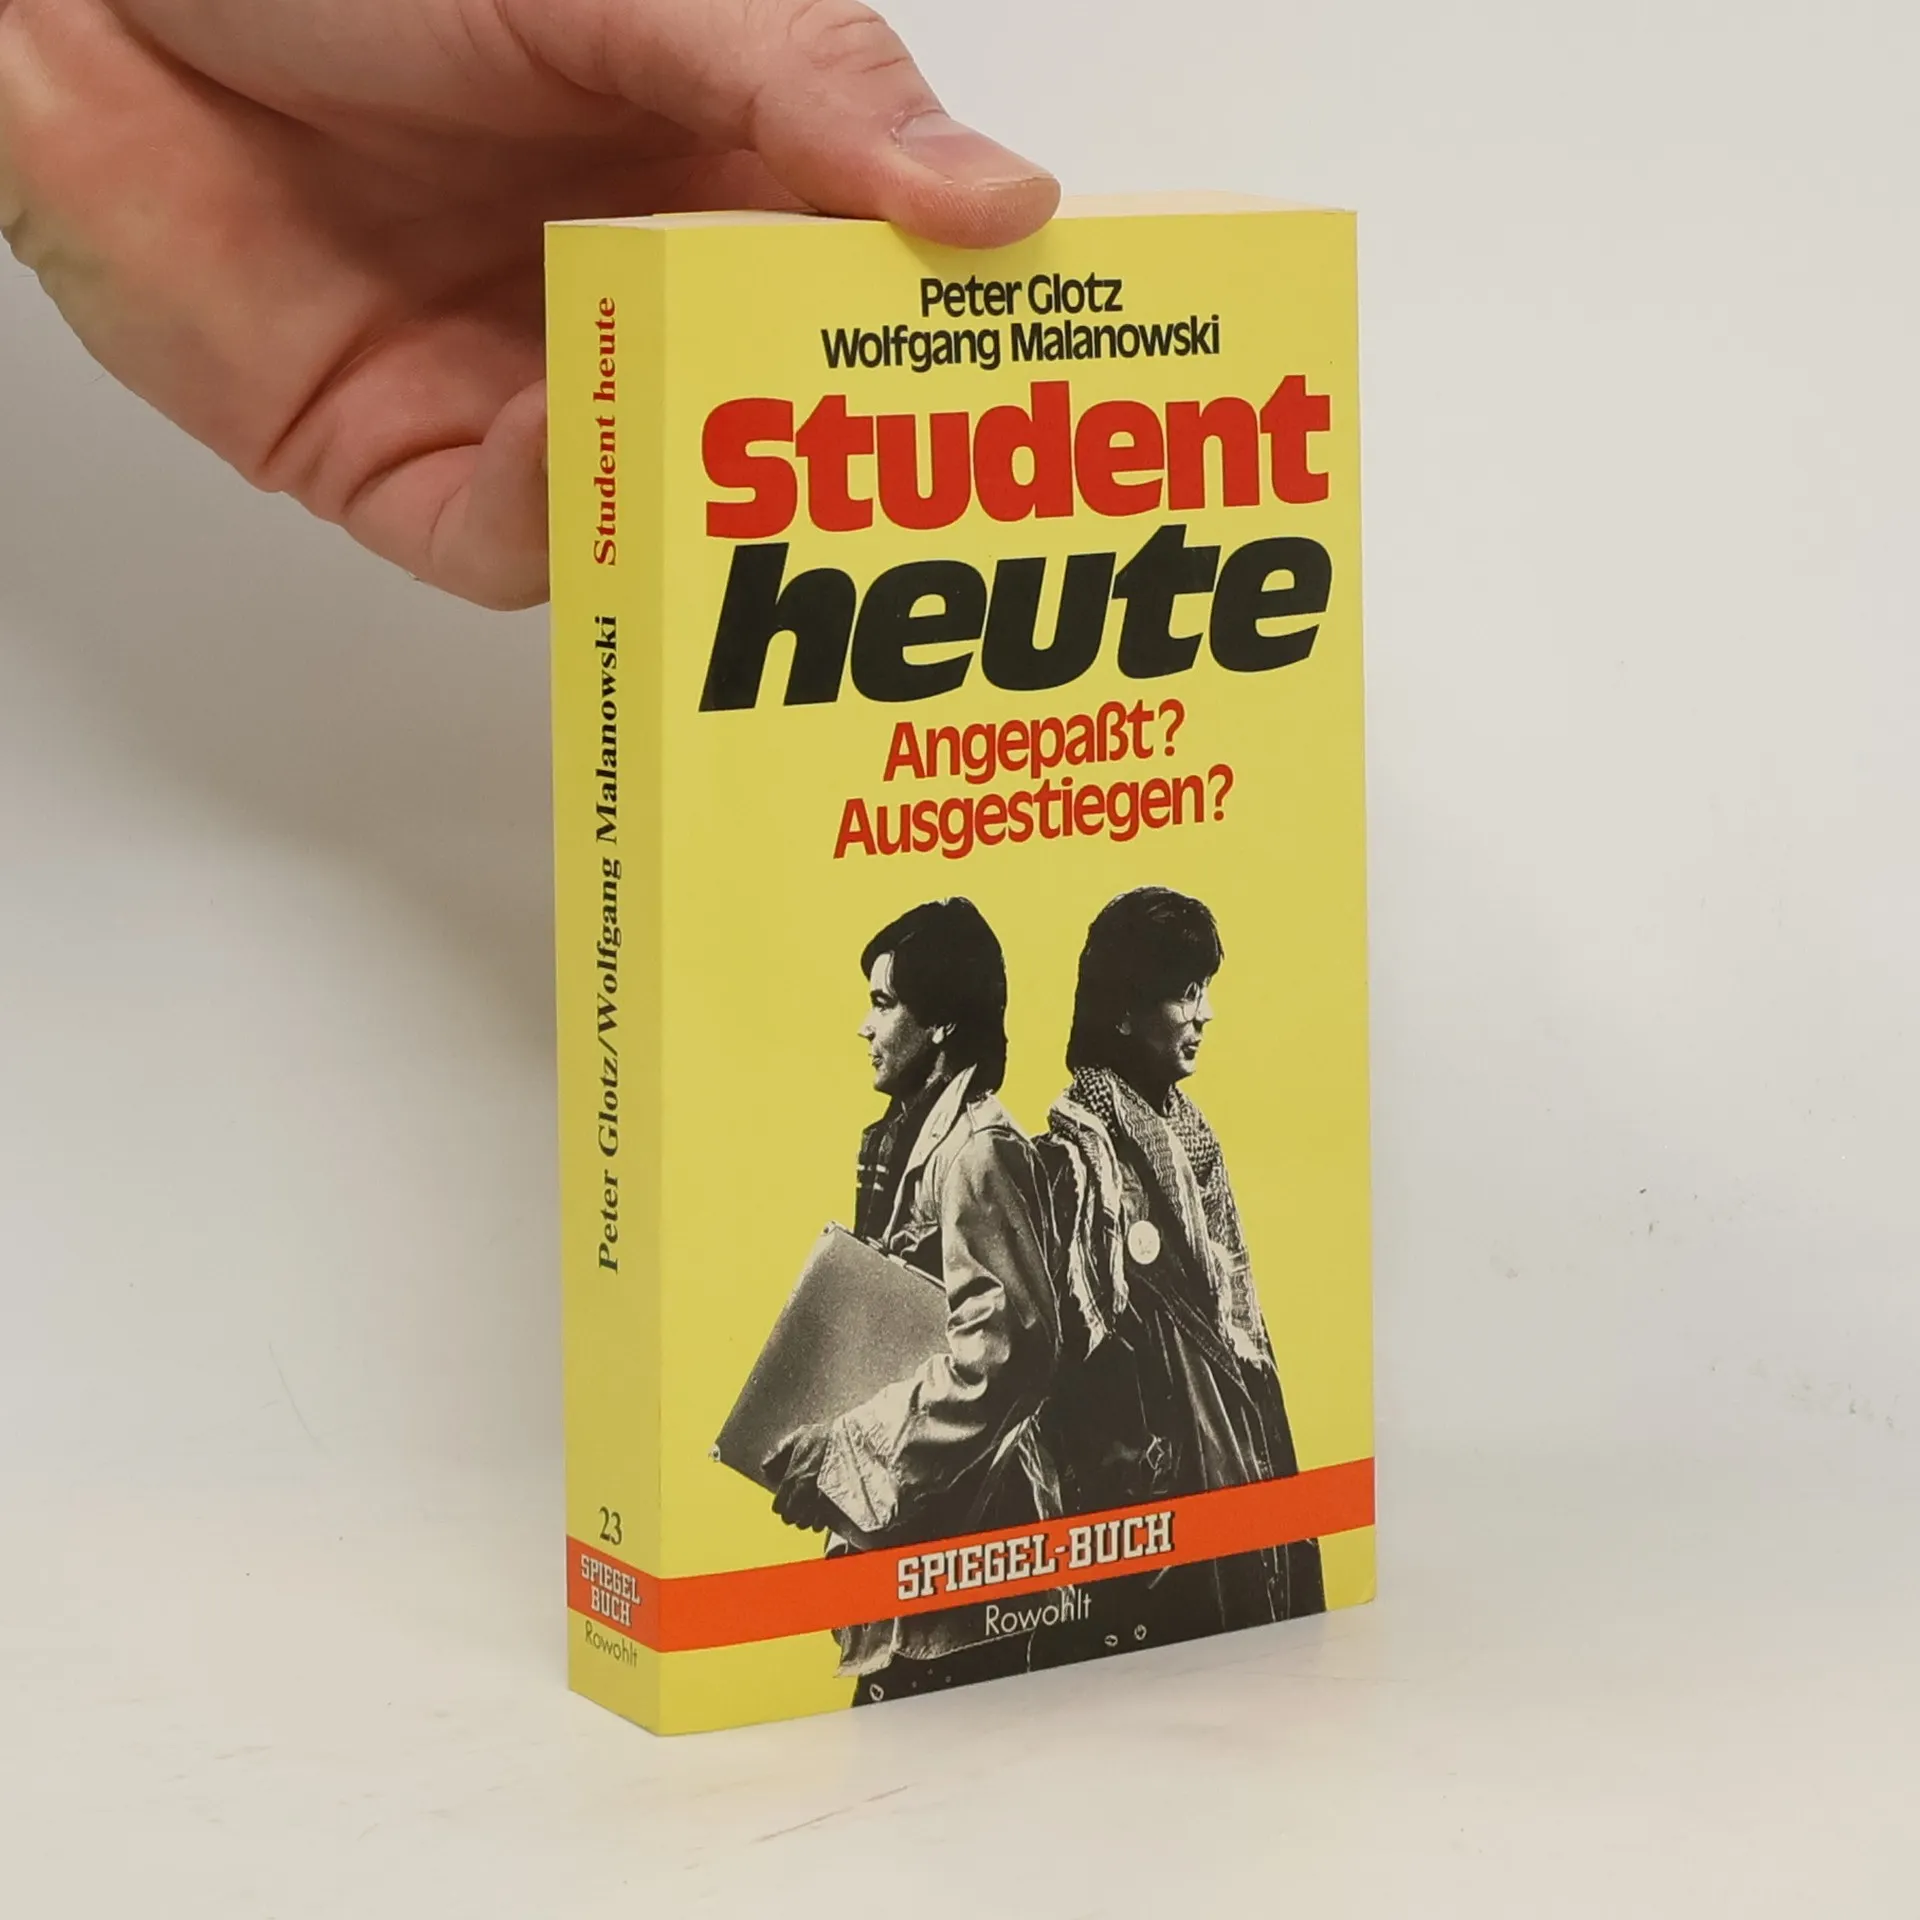 Peter Glotz
Wolfgang Malanowski
Student
heute
Angepaßt?
Ausgestiegen?
SPIEGEL-BUCH
Rowohlt
Peter Glotz/Wolfgang Malanowski Student heute
23
SPIEGEL
BUCH
Rowohlt